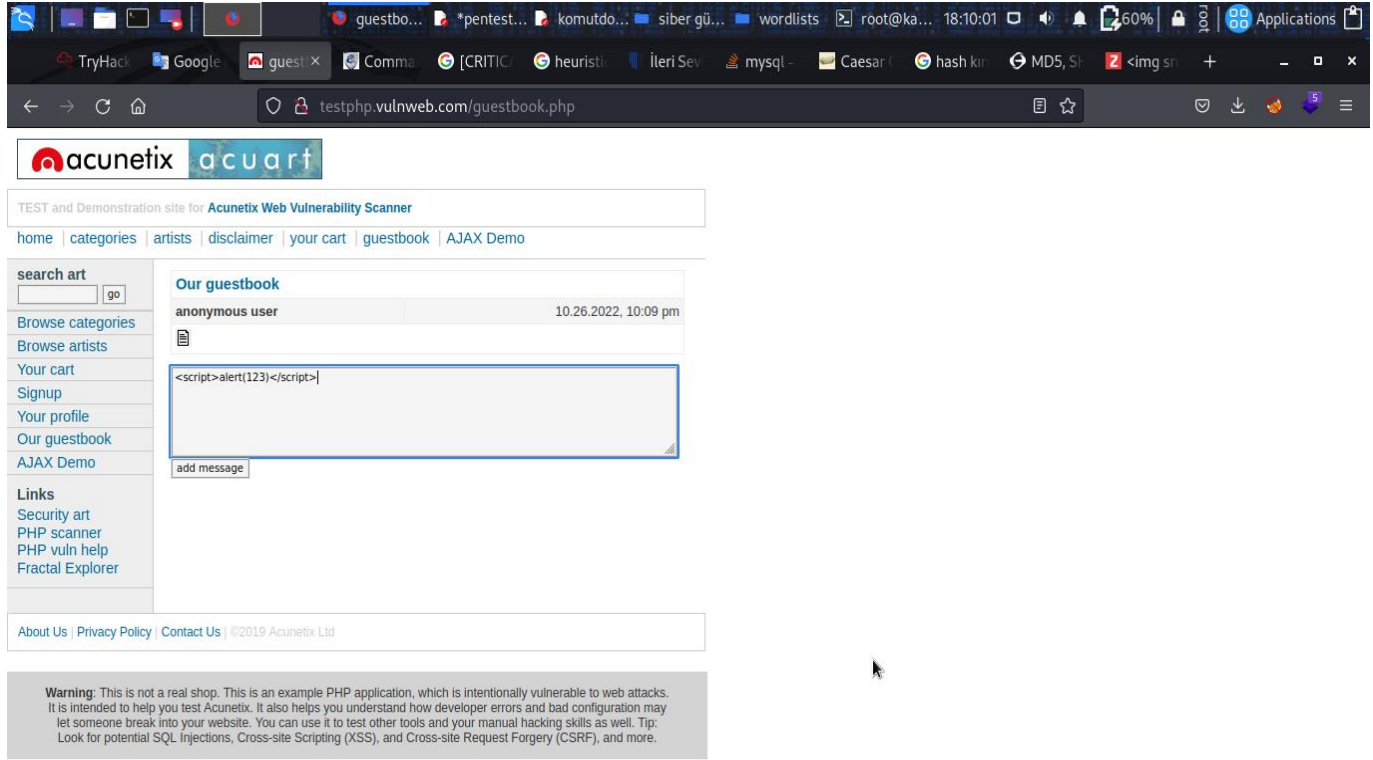 guestbo... *pentest... komutdo... siber gü... wordlists root@ka... 18:10:01 60% root Applications
TryHack Google guest Comma [CRITIC heuristi İleri Sev mysql - Caesar hash kır MD5, SH <img sr
testphp.vulnweb.com/guestbook.php 5
acunetix acuart
TEST and Demonstration site for Acunetix Web Vulnerability Scanner
home | categories | artists | disclaimer | your cart | guestbook | AJAX Demo
search art
go
Browse categories
Browse artists
Your cart
Signup
Your profile
Our guestbook
AJAX Demo
Links
Security art
PHP scanner
PHP vuln help
Fractal Explorer
Our guestbook
anonymous user 10.26.2022, 10:09 pm
<script>alert(123)</script>
add message
About Us | Privacy Policy | Contact Us | ©2019 Acunetix Ltd
Warning: This is not a real shop. This is an example PHP application, which is intentionally vulnerable to web attacks.
It is intended to help you test Acunetix. It also helps you understand how developer errors and bad configuration may
let someone break into your website. You can use it to test other tools and your manual hacking skills as well. Tip:
Look for potential SQL Injections, Cross-site Scripting (XSS), and Cross-site Request Forgery (CSRF), and more.